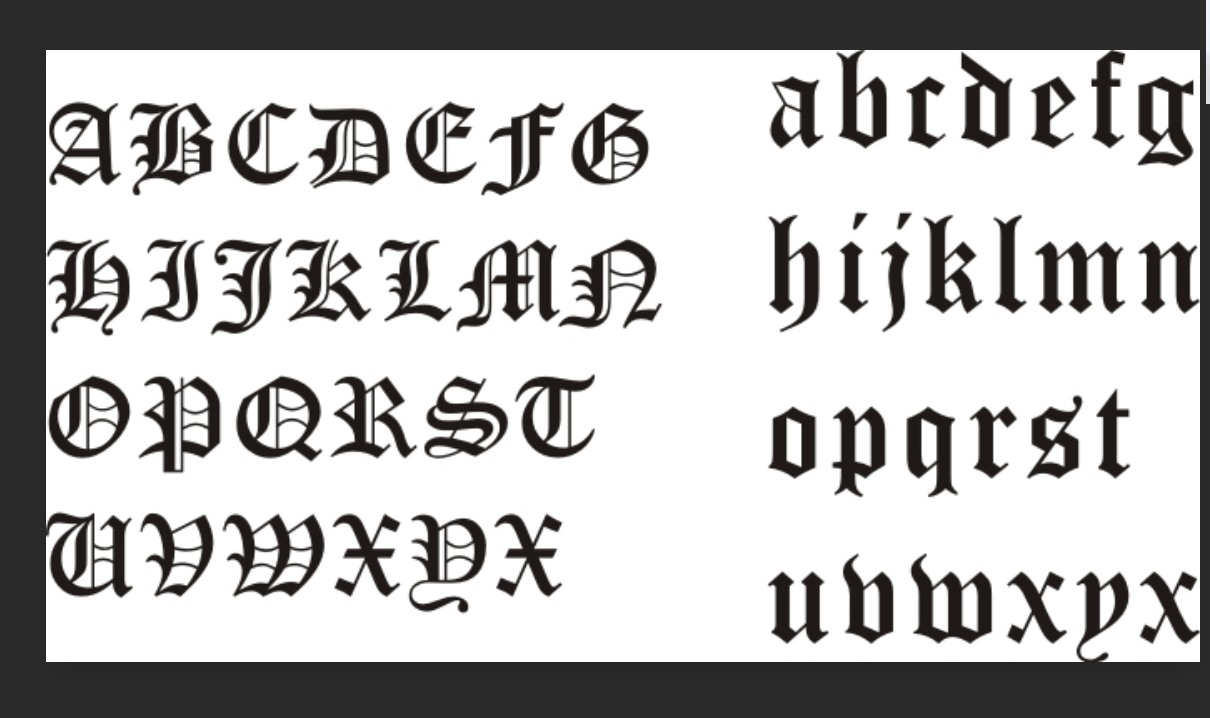 ABCDEFG
HIJKLMN
OPQRST
UVWXYX
abcdefg
hijklmn
opqrst
uvwxyx